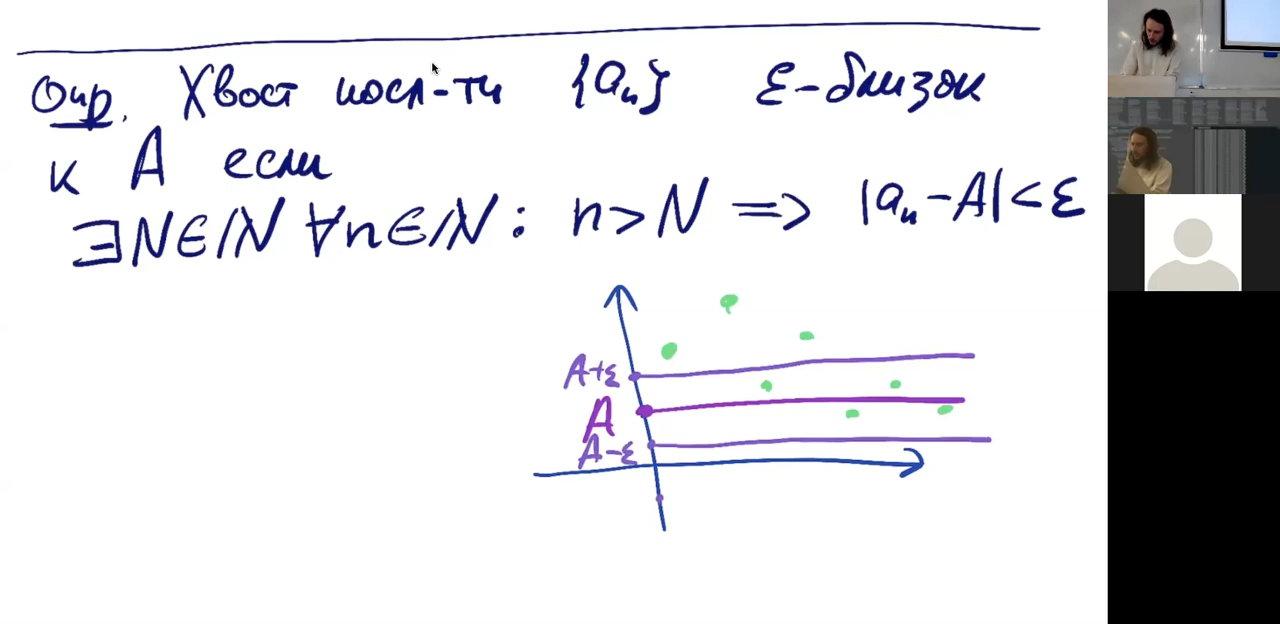 Опр. Хвост посл-ти {aₙ} ε-близок
к A если
∃N∈ℕ ∀n∈ℕ : n>N => |aₙ-A|<ε
A+ε
A
A-ε